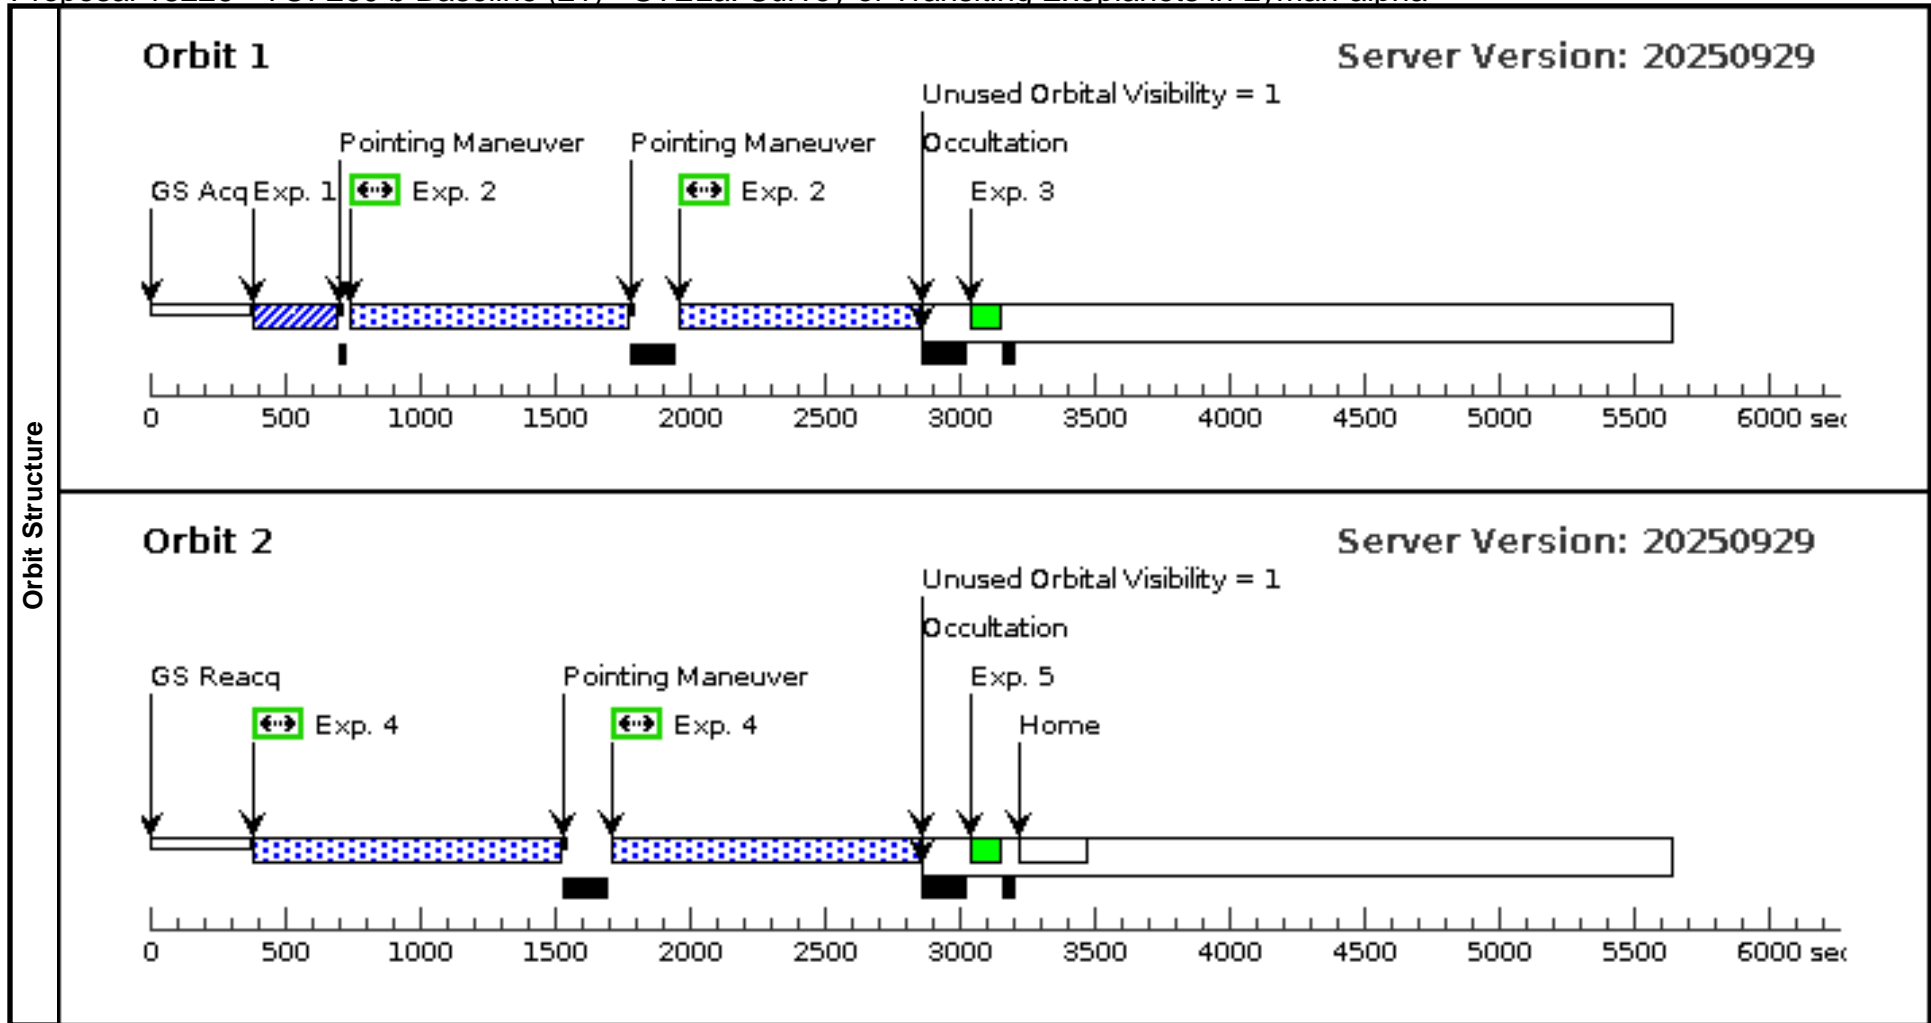 Orbit Structure
Orbit 1
Server Version: 20250929
Unused Orbital Visibility = 1
Pointing Maneuver Pointing Maneuver Occultation
GS Acq Exp. 1 Exp. 2 Exp. 2 Exp. 3
0 500 1000 1500 2000 2500 3000 3500 4000 4500 5000 5500 6000 sec
Orbit 2
Server Version: 20250929
Unused Orbital Visibility = 1
Occultation
GS Reacq Pointing Maneuver Exp. 5
Exp. 4 Exp. 4 Home
0 500 1000 1500 2000 2500 3000 3500 4000 4500 5000 5500 6000 sec